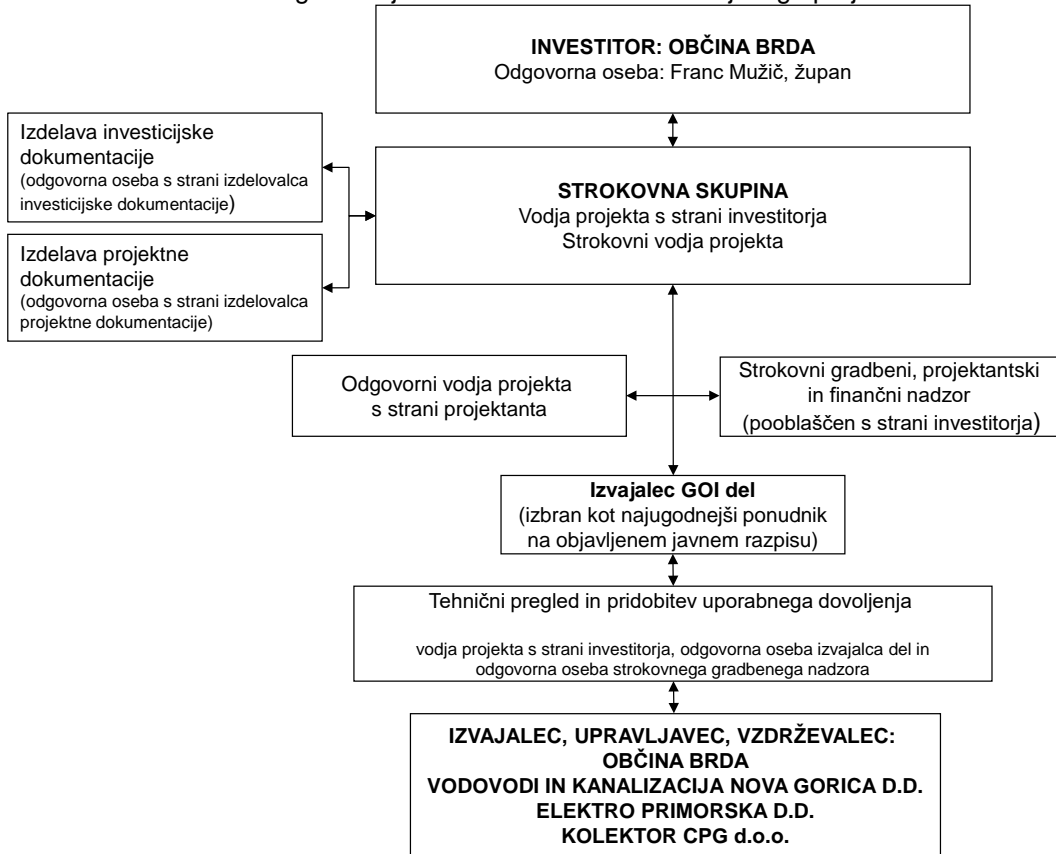 INVESTITOR: OBČINA BRDA
Odgovorna oseba: Franc Mužič, župan
Izdelava investicijske
dokumentacije
(odgovorna oseba s strani izdelovalca
investicijske dokumentacije)
STROKOVNA SKUPINA
Vodja projekta s strani investitorja
Strokovni vodja projekta
Izdelava projektne
dokumentacije
(odgovorna oseba s strani izdelovalca
projektne dokumentacije)
Odgovorni vodja projekta
s strani projektanta
Strokovni gradbeni, projektantski
in finančni nadzor
(pooblaščen s strani investitorja)
Izvajalec GOI del
(izbran kot najugodnejši ponudnik
na objavljenem javnem razpisu)
Tehnični pregled in pridobitev uporabnega dovoljenja
vodja projekta s strani investitorja, odgovorna oseba izvajalca del in
odgovorna oseba strokovnega gradbenega nadzora
IZVAJALEC, UPRAVLJAVEC, VZDRŽEVALEC:
OBČINA BRDA
VODOVODI IN KANALIZACIJA NOVA GORICA D.D.
ELEKTRO PRIMORSKA D.D.
KOLEKTOR CPG d.o.o.